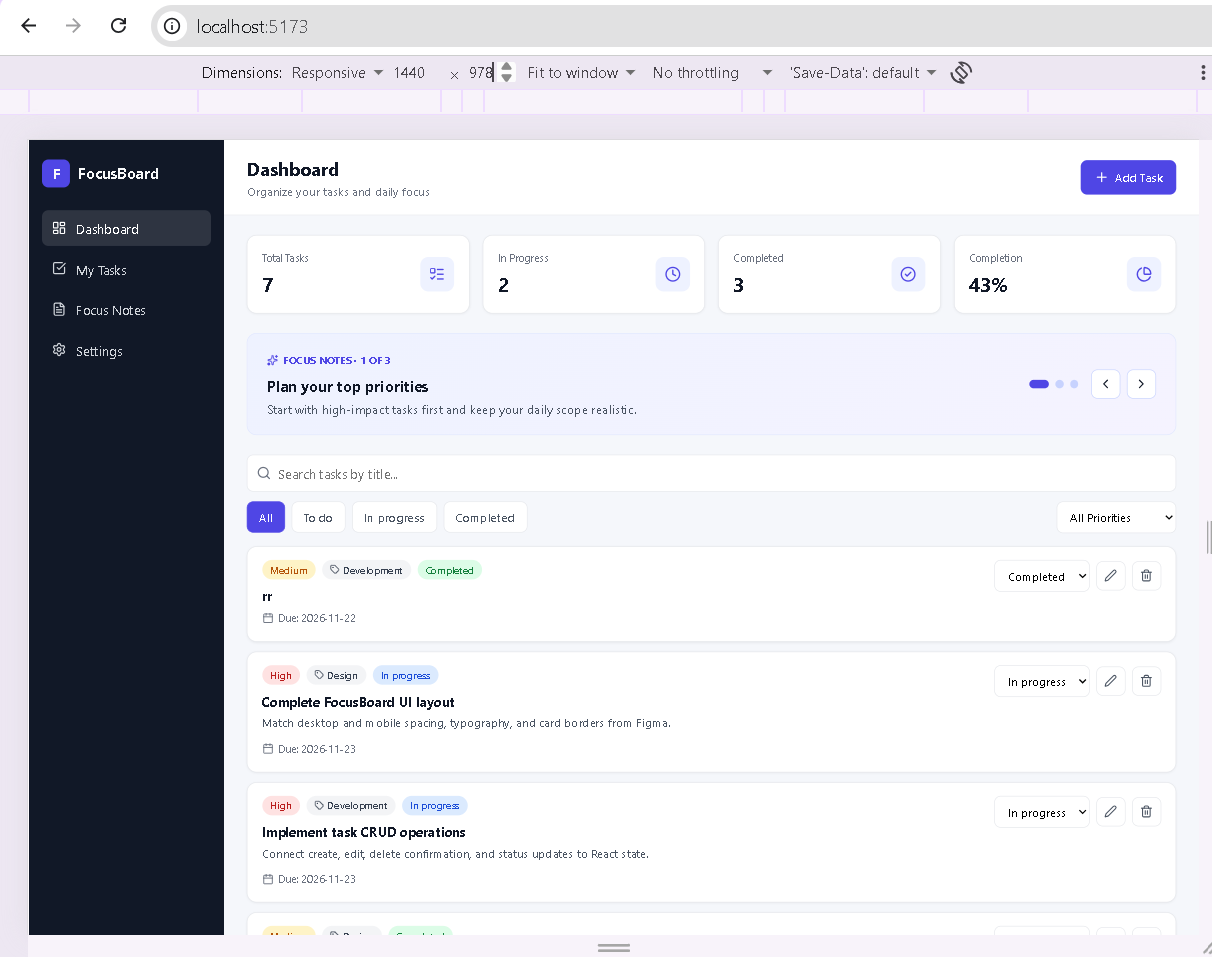 localhost:5173
Dimensions: Responsive 1440 × 978 Fit to window No throttling 'Save-Data': default
F FocusBoard
Dashboard
My Tasks
Focus Notes
Settings
Dashboard
Organize your tasks and daily focus
+ Add Task
Total Tasks
7
In Progress
2
Completed
3
Completion
43%
FOCUS NOTES · 1 OF 3
Plan your top priorities
Start with high-impact tasks first and keep your daily scope realistic.
Search tasks by title...
All To do In progress Completed All Priorities
Medium Development Completed Completed
rr
Due: 2026-11-22
High Design In progress In progress
Complete FocusBoard UI layout
Match desktop and mobile spacing, typography, and card borders from Figma.
Due: 2026-11-23
High Development In progress In progress
Implement task CRUD operations
Connect create, edit, delete confirmation, and status updates to React state.
Due: 2026-11-23